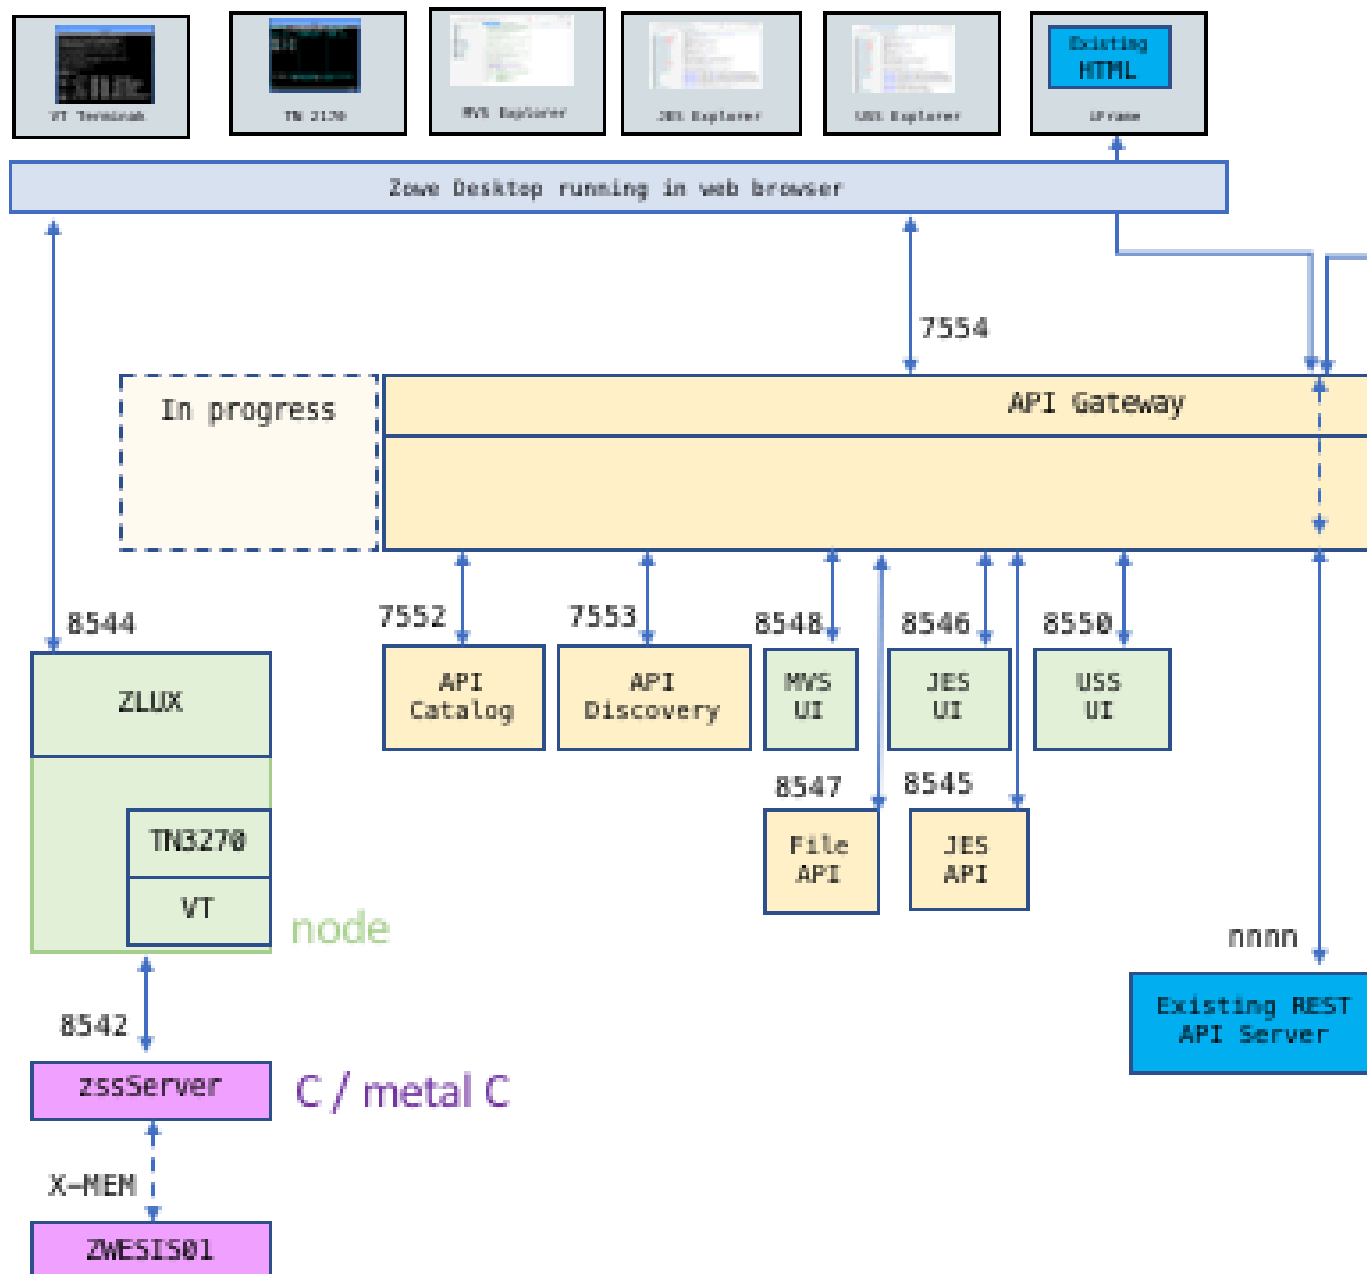 Existing
HTML
VT Terminal
TN 3270
MVS Explorer
JES Explorer
USS Explorer
iFrame
Zowe Desktop running in web browser
7554
In progress
API Gateway
8544
7552
7553
8548
8546
8550
ZLUX
API
Catalog
API
Discovery
MVS
UI
JES
UI
USS
UI
8547
8545
TN3270
VT
File
API
JES
API
node
nnnn
8542
Existing REST
API Server
zssServer
C / metal C
X-MEM
ZWESIS01